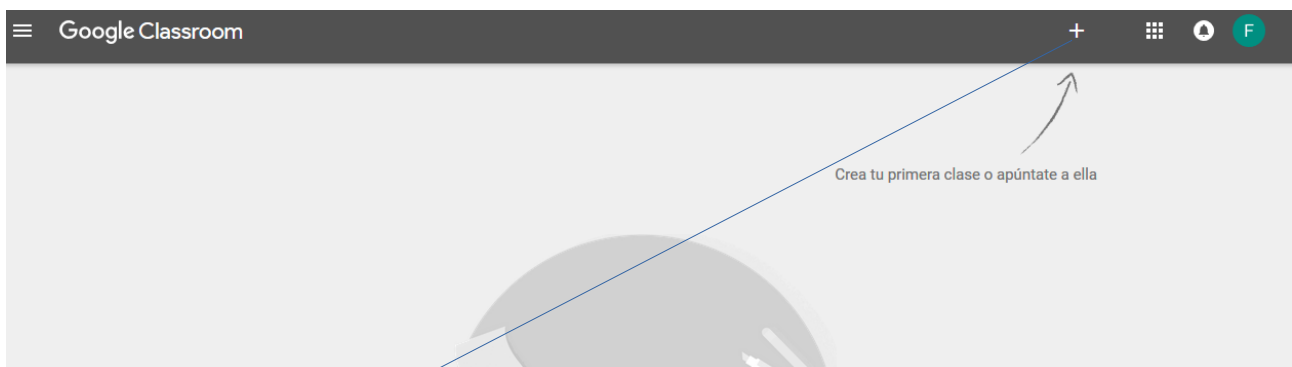 Google Classroom
F
Crea tu primera clase o apúntate a ella